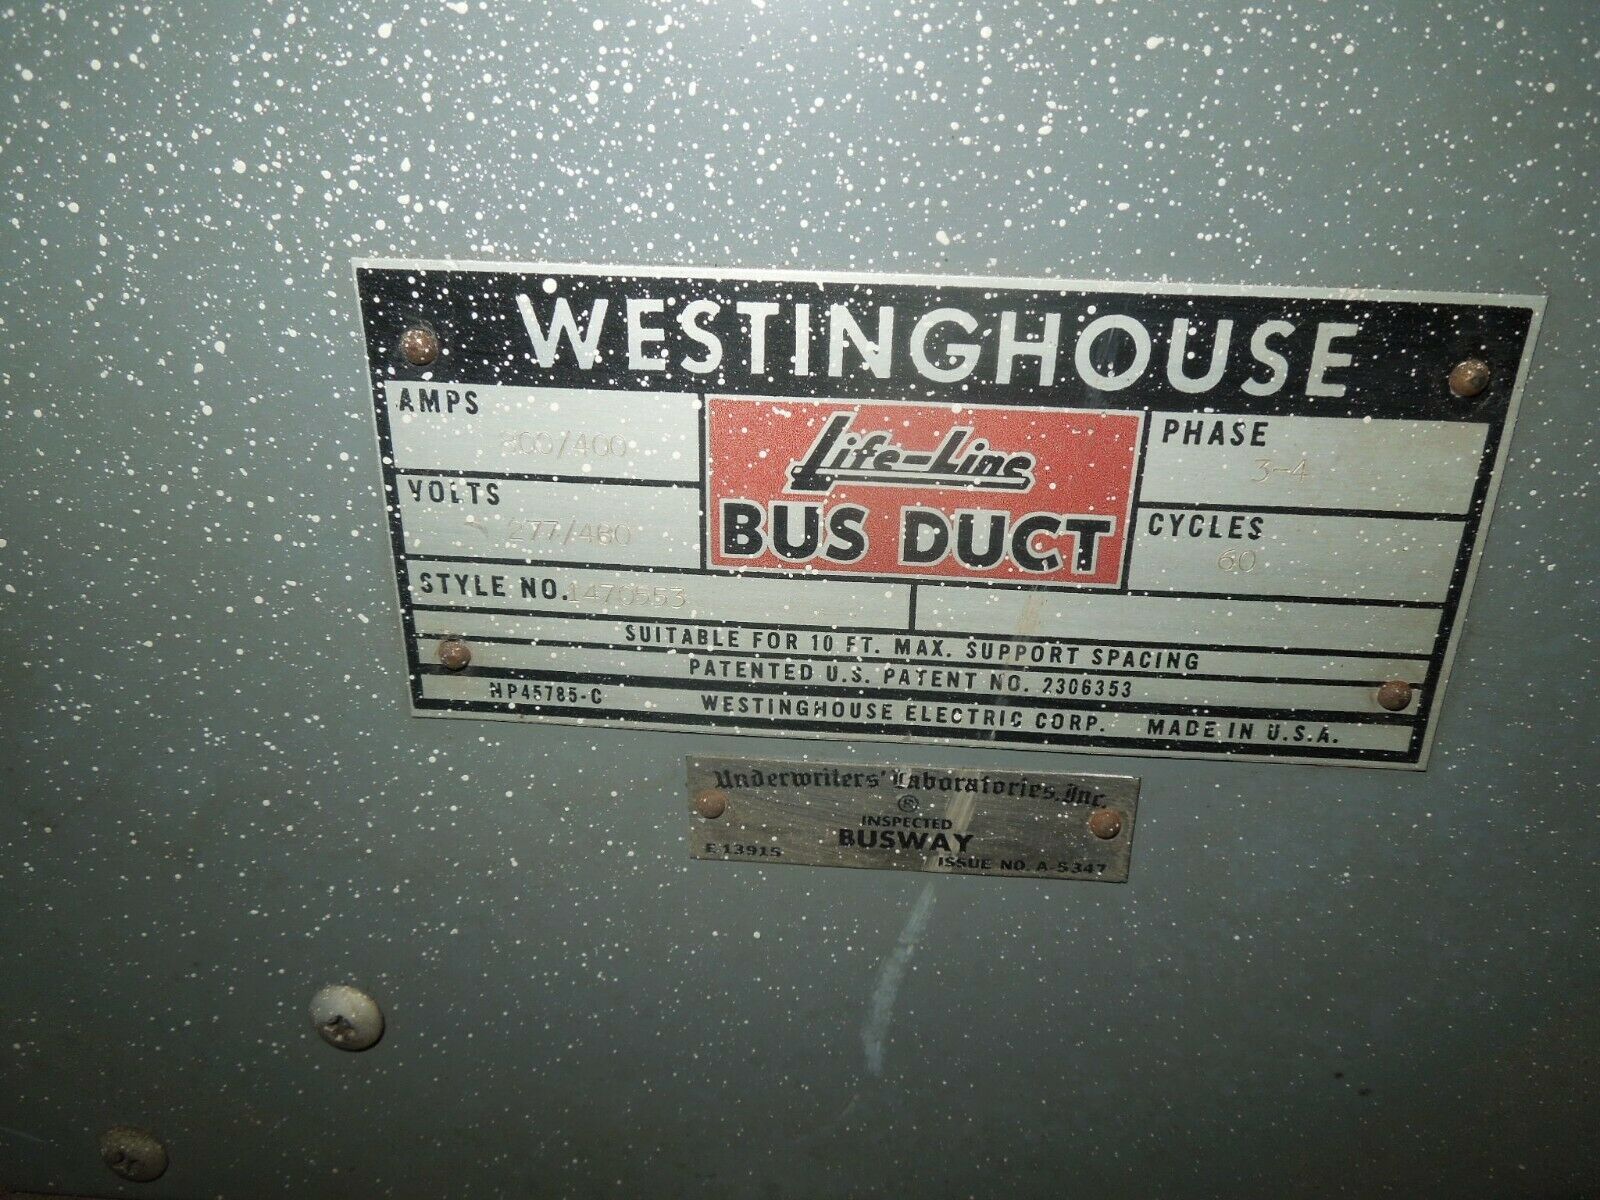 WESTINGHOUSE
AMPS
800/400
Life-Line
BUS DUCT
PHASE
3-4
VOLTS
277/480
CYCLES
60
STYLE NO. 1470553
SUITABLE FOR 10 FT. MAX. SUPPORT SPACING
PATENTED U.S. PATENT NO. 2306353
NP45785-C WESTINGHOUSE ELECTRIC CORP. MADE IN U.S.A.
Underwriters' Laboratories, Inc.
®
INSPECTED
BUSWAY
E 13915 ISSUE NO. A-5347